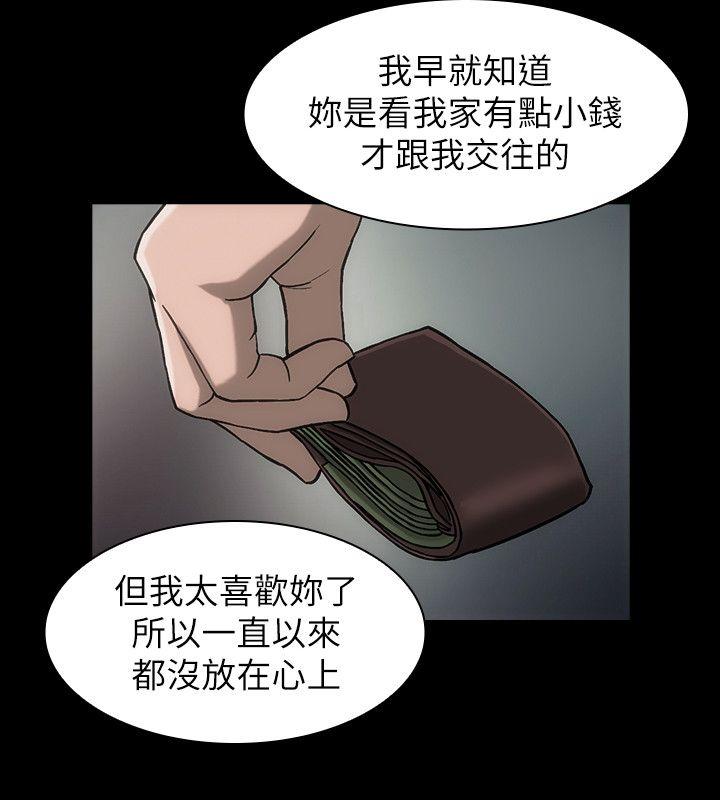 我早就知道
妳是看我家有點小錢
才跟我交往的
但我太喜歡妳了
所以一直以來
都沒放在心上